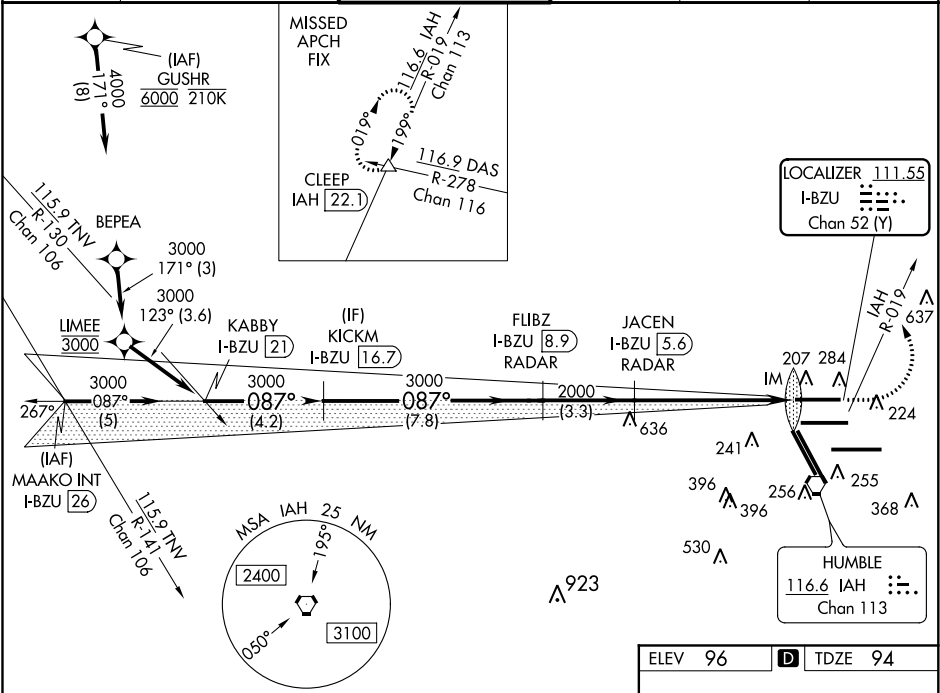 MISSED
APCH
FIX
116.6 IAH
R-019
Chan 113
019°
199°
116.9 DAS
R-278
Chan 116
CLEEP
IAH 22.1
(IAF)
GUSHR
6000 210K
4000
171°
(8)
LOCALIZER 111.55
I-BZU
Chan 52 (Y)
115.9 TNV
R-130
Chan 106
BEPEA
3000
171° (3)
3000
123° (3.6)
LIMEE
3000
KABBY
I-BZU 21
(IF)
KICKM
I-BZU 16.7
FLIBZ
I-BZU 8.9
RADAR
JACEN
I-BZU 5.6
RADAR
IAH
R-019
637
IM
207
284
267°
3000
087°
(5)
3000
087°
(4.2)
3000
087°
(7.8)
2000
(3.3)
636
224
241
(IAF)
MAAKO INT
I-BZU 26
115.9 TNV
R-141
Chan 106
396
396
256
255
368
530
MSA IAH 25 NM
195°
2400
050°
3100
923
HUMBLE
116.6 IAH
Chan 113
ELEV 96 D TDZE 94